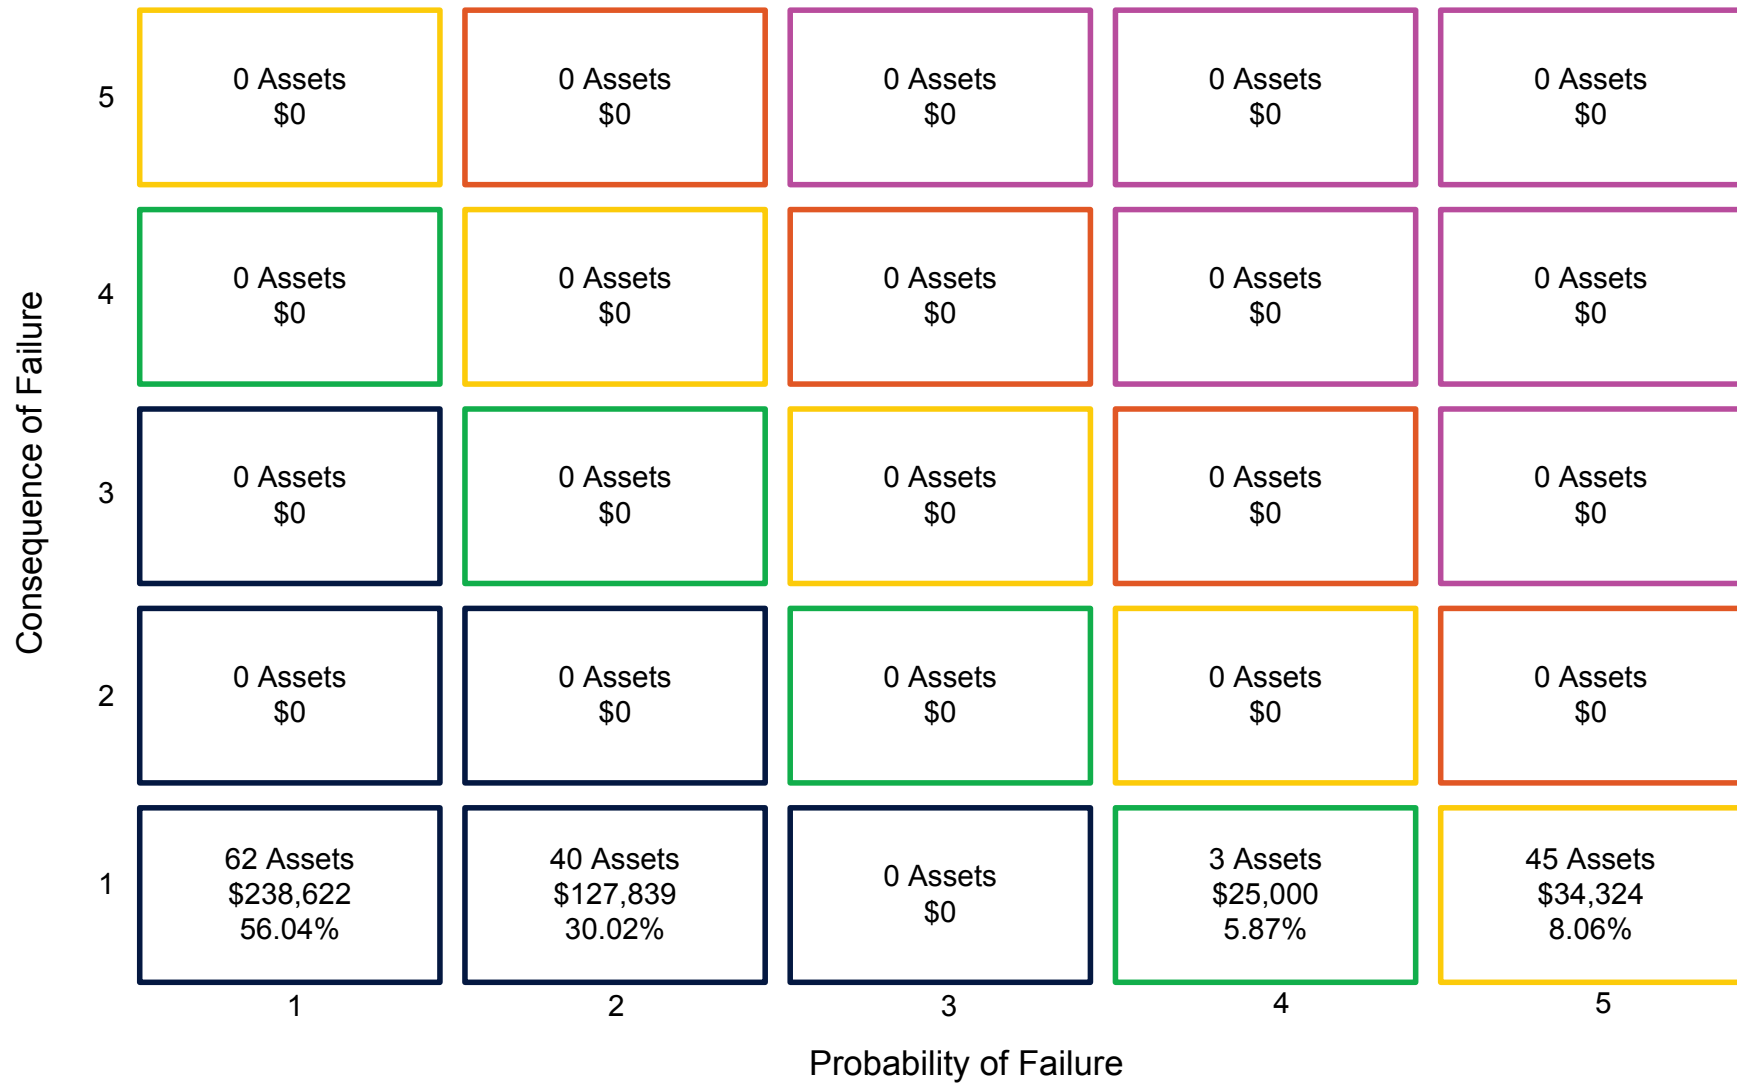 5
0 Assets
$0
0 Assets
$0
0 Assets
$0
0 Assets
$0
0 Assets
$0
4
0 Assets
$0
0 Assets
$0
0 Assets
$0
0 Assets
$0
0 Assets
$0
Consequence of Failure
3
0 Assets
$0
0 Assets
$0
0 Assets
$0
0 Assets
$0
0 Assets
$0
2
0 Assets
$0
0 Assets
$0
0 Assets
$0
0 Assets
$0
0 Assets
$0
1
62 Assets
$238,622
56.04%
40 Assets
$127,839
30.02%
0 Assets
$0
3 Assets
$25,000
5.87%
45 Assets
$34,324
8.06%
1
2
3
4
5
Probability of Failure